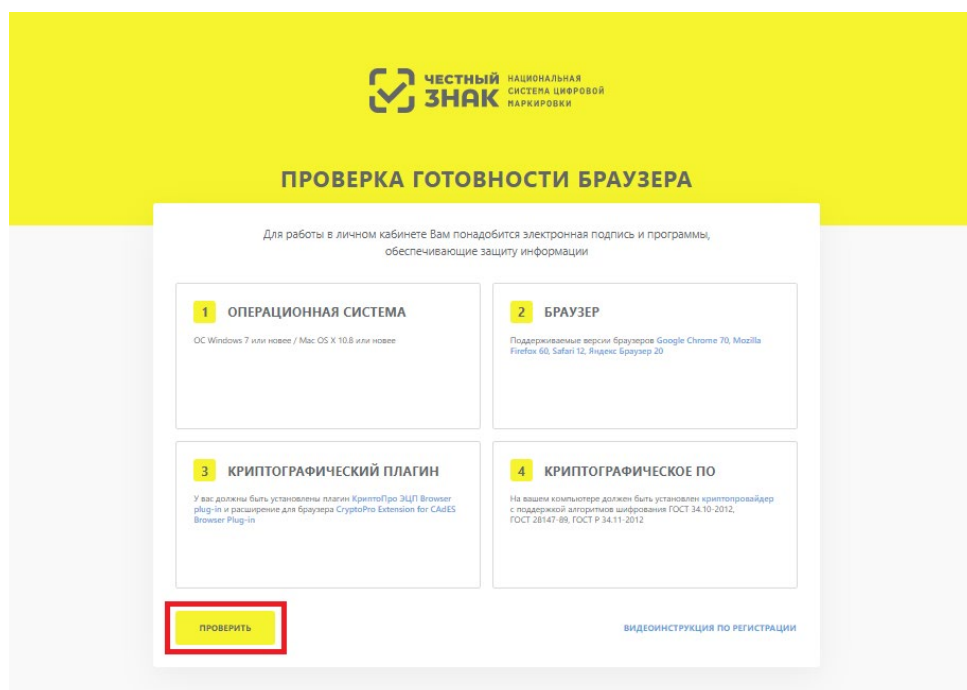 ЧЕСТНЫЙ
ЗНАК
НАЦИОНАЛЬНАЯ
СИСТЕМА ЦИФРОВОЙ
МАРКИРОВКИ
ПРОВЕРКА ГОТОВНОСТИ БРАУЗЕРА
Для работы в личном кабинете Вам понадобится электронная подпись и программы,
обеспечивающие защиту информации
1 ОПЕРАЦИОННАЯ СИСТЕМА
ОС Windows 7 или новее / Mac OS X 10.8 или новее
2 БРАУЗЕР
Поддерживаемые версии браузеров Google Chrome 70, Mozilla
Firefox 60, Safari 12, Яндекс Браузер 20
3 КРИПТОГРАФИЧЕСКИЙ ПЛАГИН
У вас должны быть установлены плагин КриптоПро ЭЦП Browser
plug-in и расширение для браузера CryptoPro Extension for CAdES
Browser Plug-in
4 КРИПТОГРАФИЧЕСКОЕ ПО
На вашем компьютере должен быть установлен криптопровайдер
с поддержкой алгоритмов шифрования ГОСТ 34.10-2012,
ГОСТ 28147-89, ГОСТ Р 34.11-2012
ПРОВЕРИТЬ
ВИДЕОИНСТРУКЦИЯ ПО РЕГИСТРАЦИИ